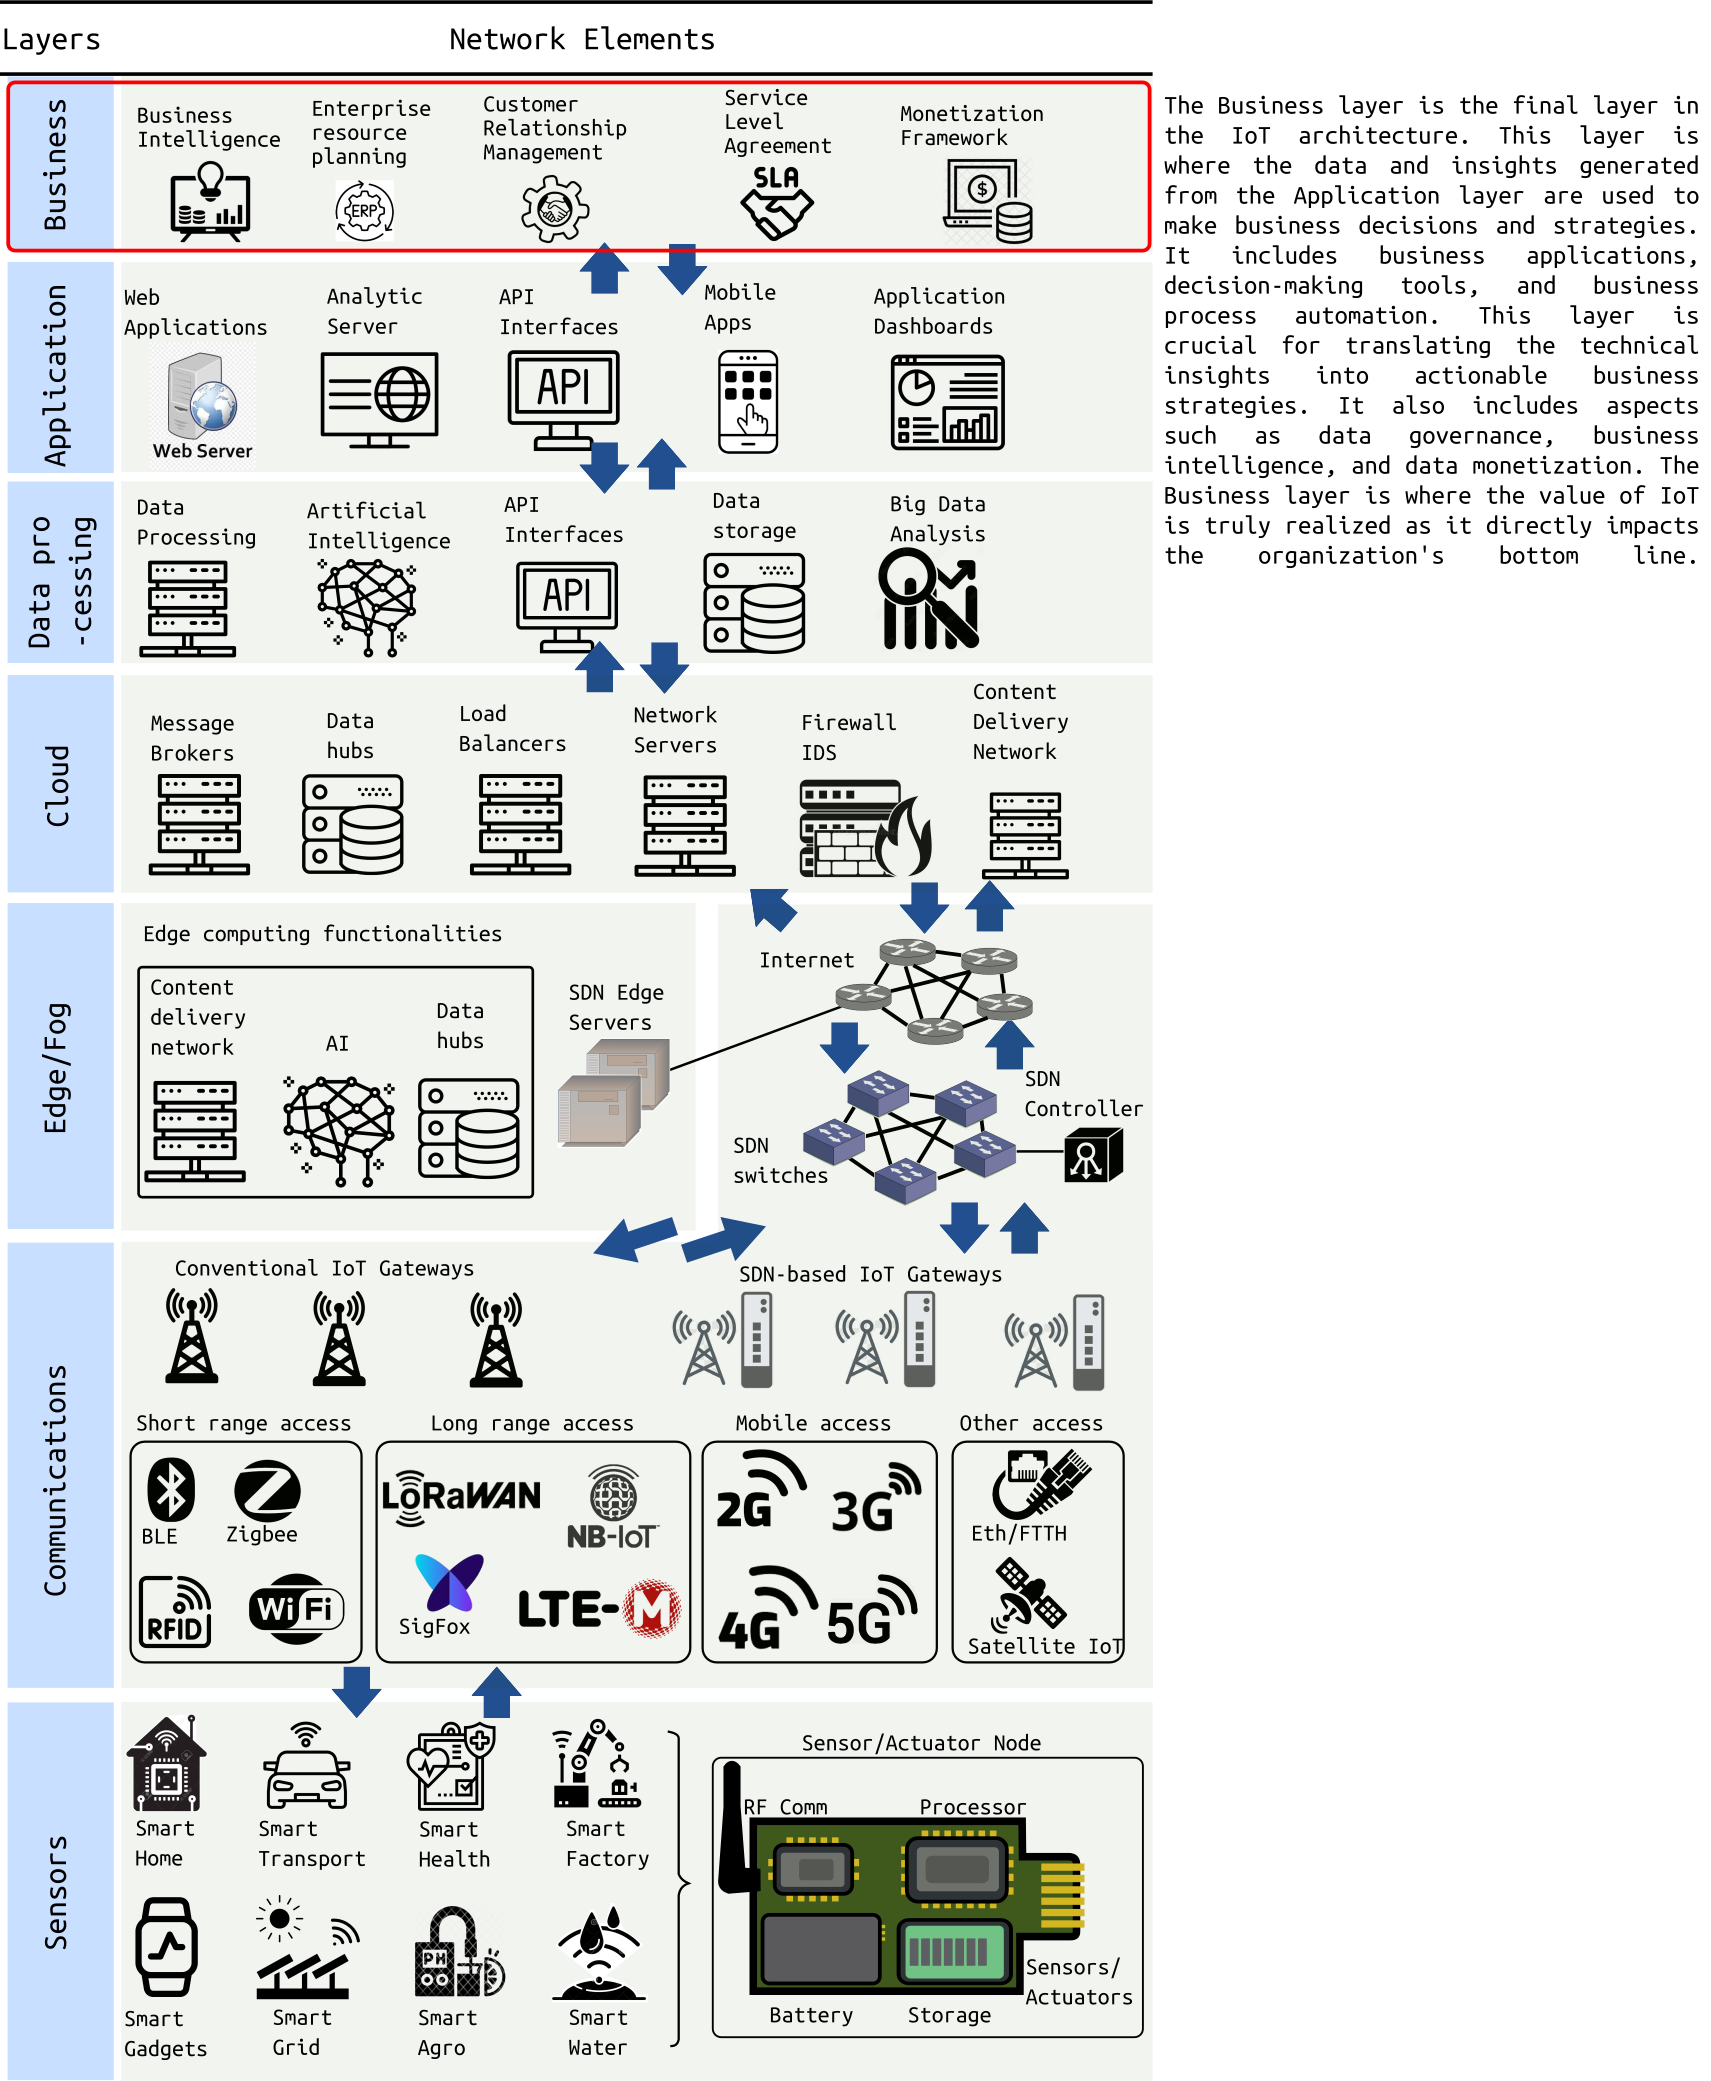 Layers
Network Elements
Business
Business
Intelligence
Enterprise
resource
planning
ERP
Customer
Relationship
Management
Service
Level
Agreement
SLA
Monetization
Framework
$
The Business layer is the final layer in
the IoT architecture. This layer is
where the data and insights generated
from the Application layer are used to
make business decisions and strategies.
It includes business applications,
decision-making tools, and business
process automation. This layer is
crucial for translating the technical
insights into actionable business
strategies. It also includes aspects
such as data governance, business
intelligence, and data monetization. The
Business layer is where the value of IoT
is truly realized as it directly impacts
the organization's bottom line.
Application
Web
Applications
Web Server
Analytic
Server
API
Interfaces
API
Mobile
Apps
Application
Dashboards
Data pro
-cessing
Data
Processing
Artificial
Intelligence
API
Interfaces
API
Data
storage
Big Data
Analysis
Cloud
Message
Brokers
Data
hubs
Load
Balancers
Network
Servers
Firewall
IDS
Content
Delivery
Network
Edge/Fog
Edge computing functionalities
Content
delivery
network
AI
Data
hubs
SDN Edge
Servers
Internet
SDN
switches
SDN
Controller
Communications
Conventional IoT Gateways
SDN-based IoT Gateways
Short range access
BLE
Zigbee
RFID
WiFi
Long range access
LoRaWAN
NB-IoT
SigFox
LTE-M
Mobile access
2G
3G
4G
5G
Other access
Eth/FTTH
Satellite IoT
Sensors
Smart
Home
Smart
Transport
Smart
Health
Smart
Factory
Smart
Gadgets
Smart
Grid
PH
Smart
Agro
Smart
Water
Sensor/Actuator Node
RF Comm
Processor
Sensors/
Actuators
Battery
Storage